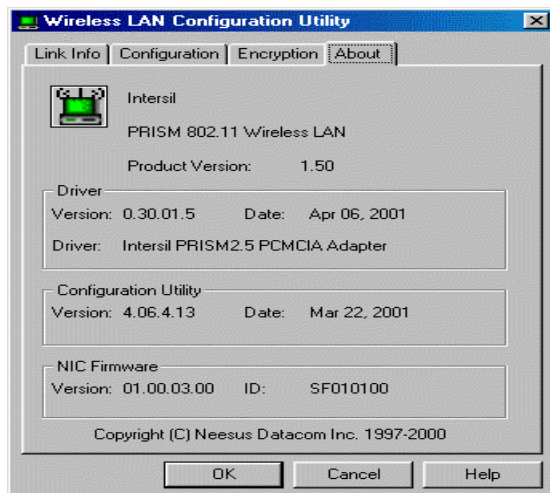 Wireless LAN Configuration Utility
Link Info Configuration Encryption About
Intersil
PRISM 802.11 Wireless LAN
Product Version: 1.50
Driver
Version: 0.30.01.5 Date: Apr 06, 2001
Driver: Intersil PRISM2.5 PCMCIA Adapter
Configuration Utility
Version: 4.06.4.13 Date: Mar 22, 2001
NIC Firmware
Version: 01.00.03.00 ID: SF010100
Copyright (C) Neesus Datacom Inc. 1997-2000
OK Cancel Help